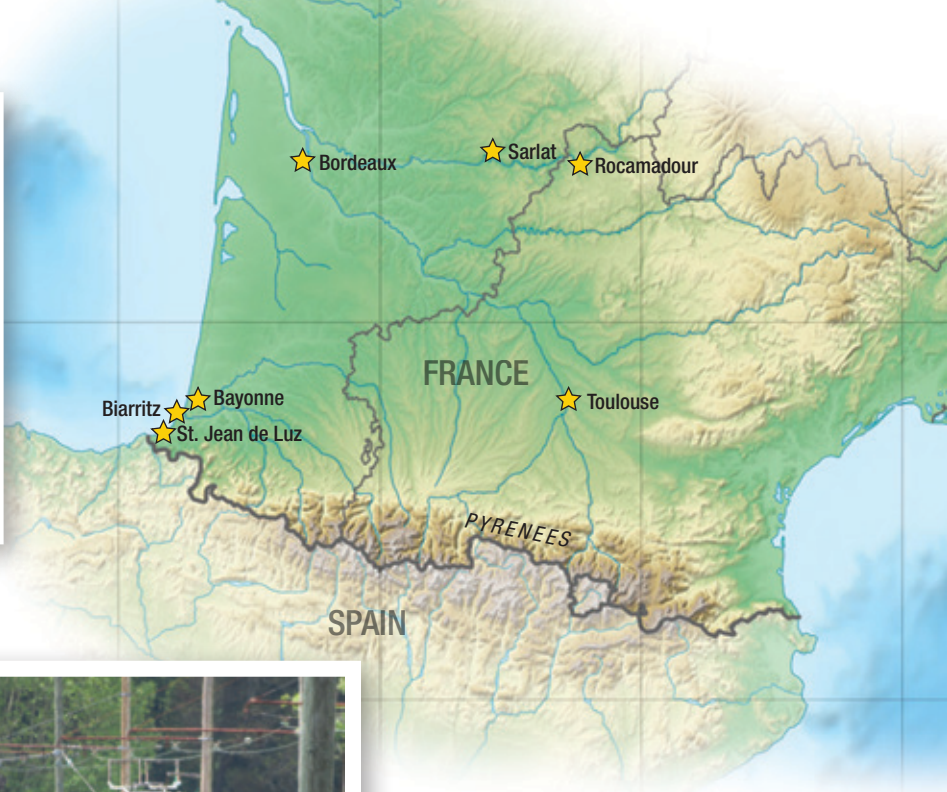 Bordeaux
Sarlat
Rocamadour
FRANCE
Bayonne
Biarritz
St. Jean de Luz
Toulouse
PYRENEES
SPAIN